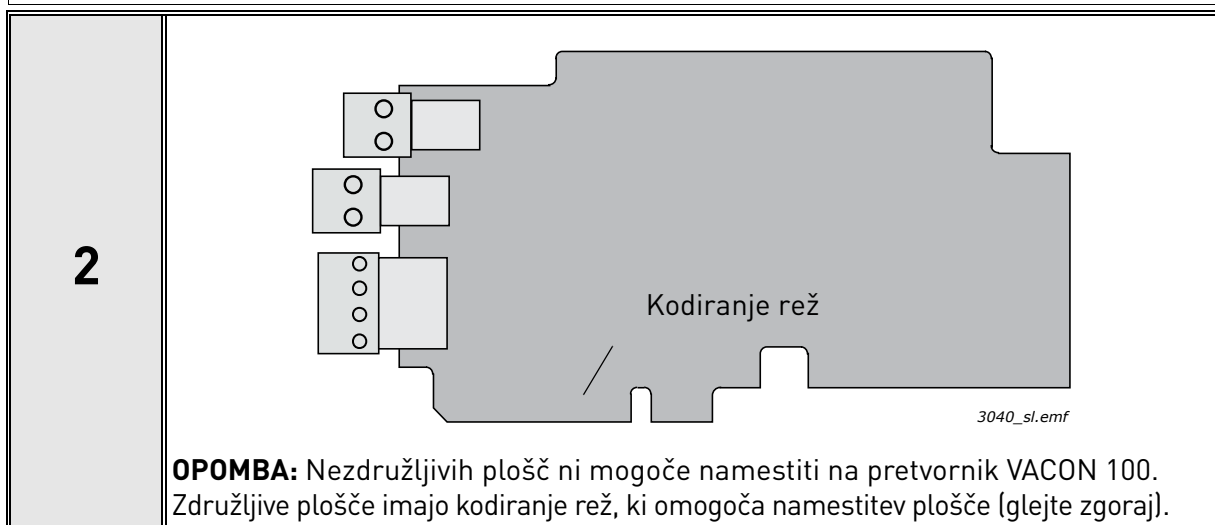 2
Kodiranje rež
3040_sl.emf
OPOMBA: Nezdružljivih plošč ni mogoče namestiti na pretvornik VACON 100.
Združljive plošče imajo kodiranje rež, ki omogoča namestitev plošče (glejte zgoraj).